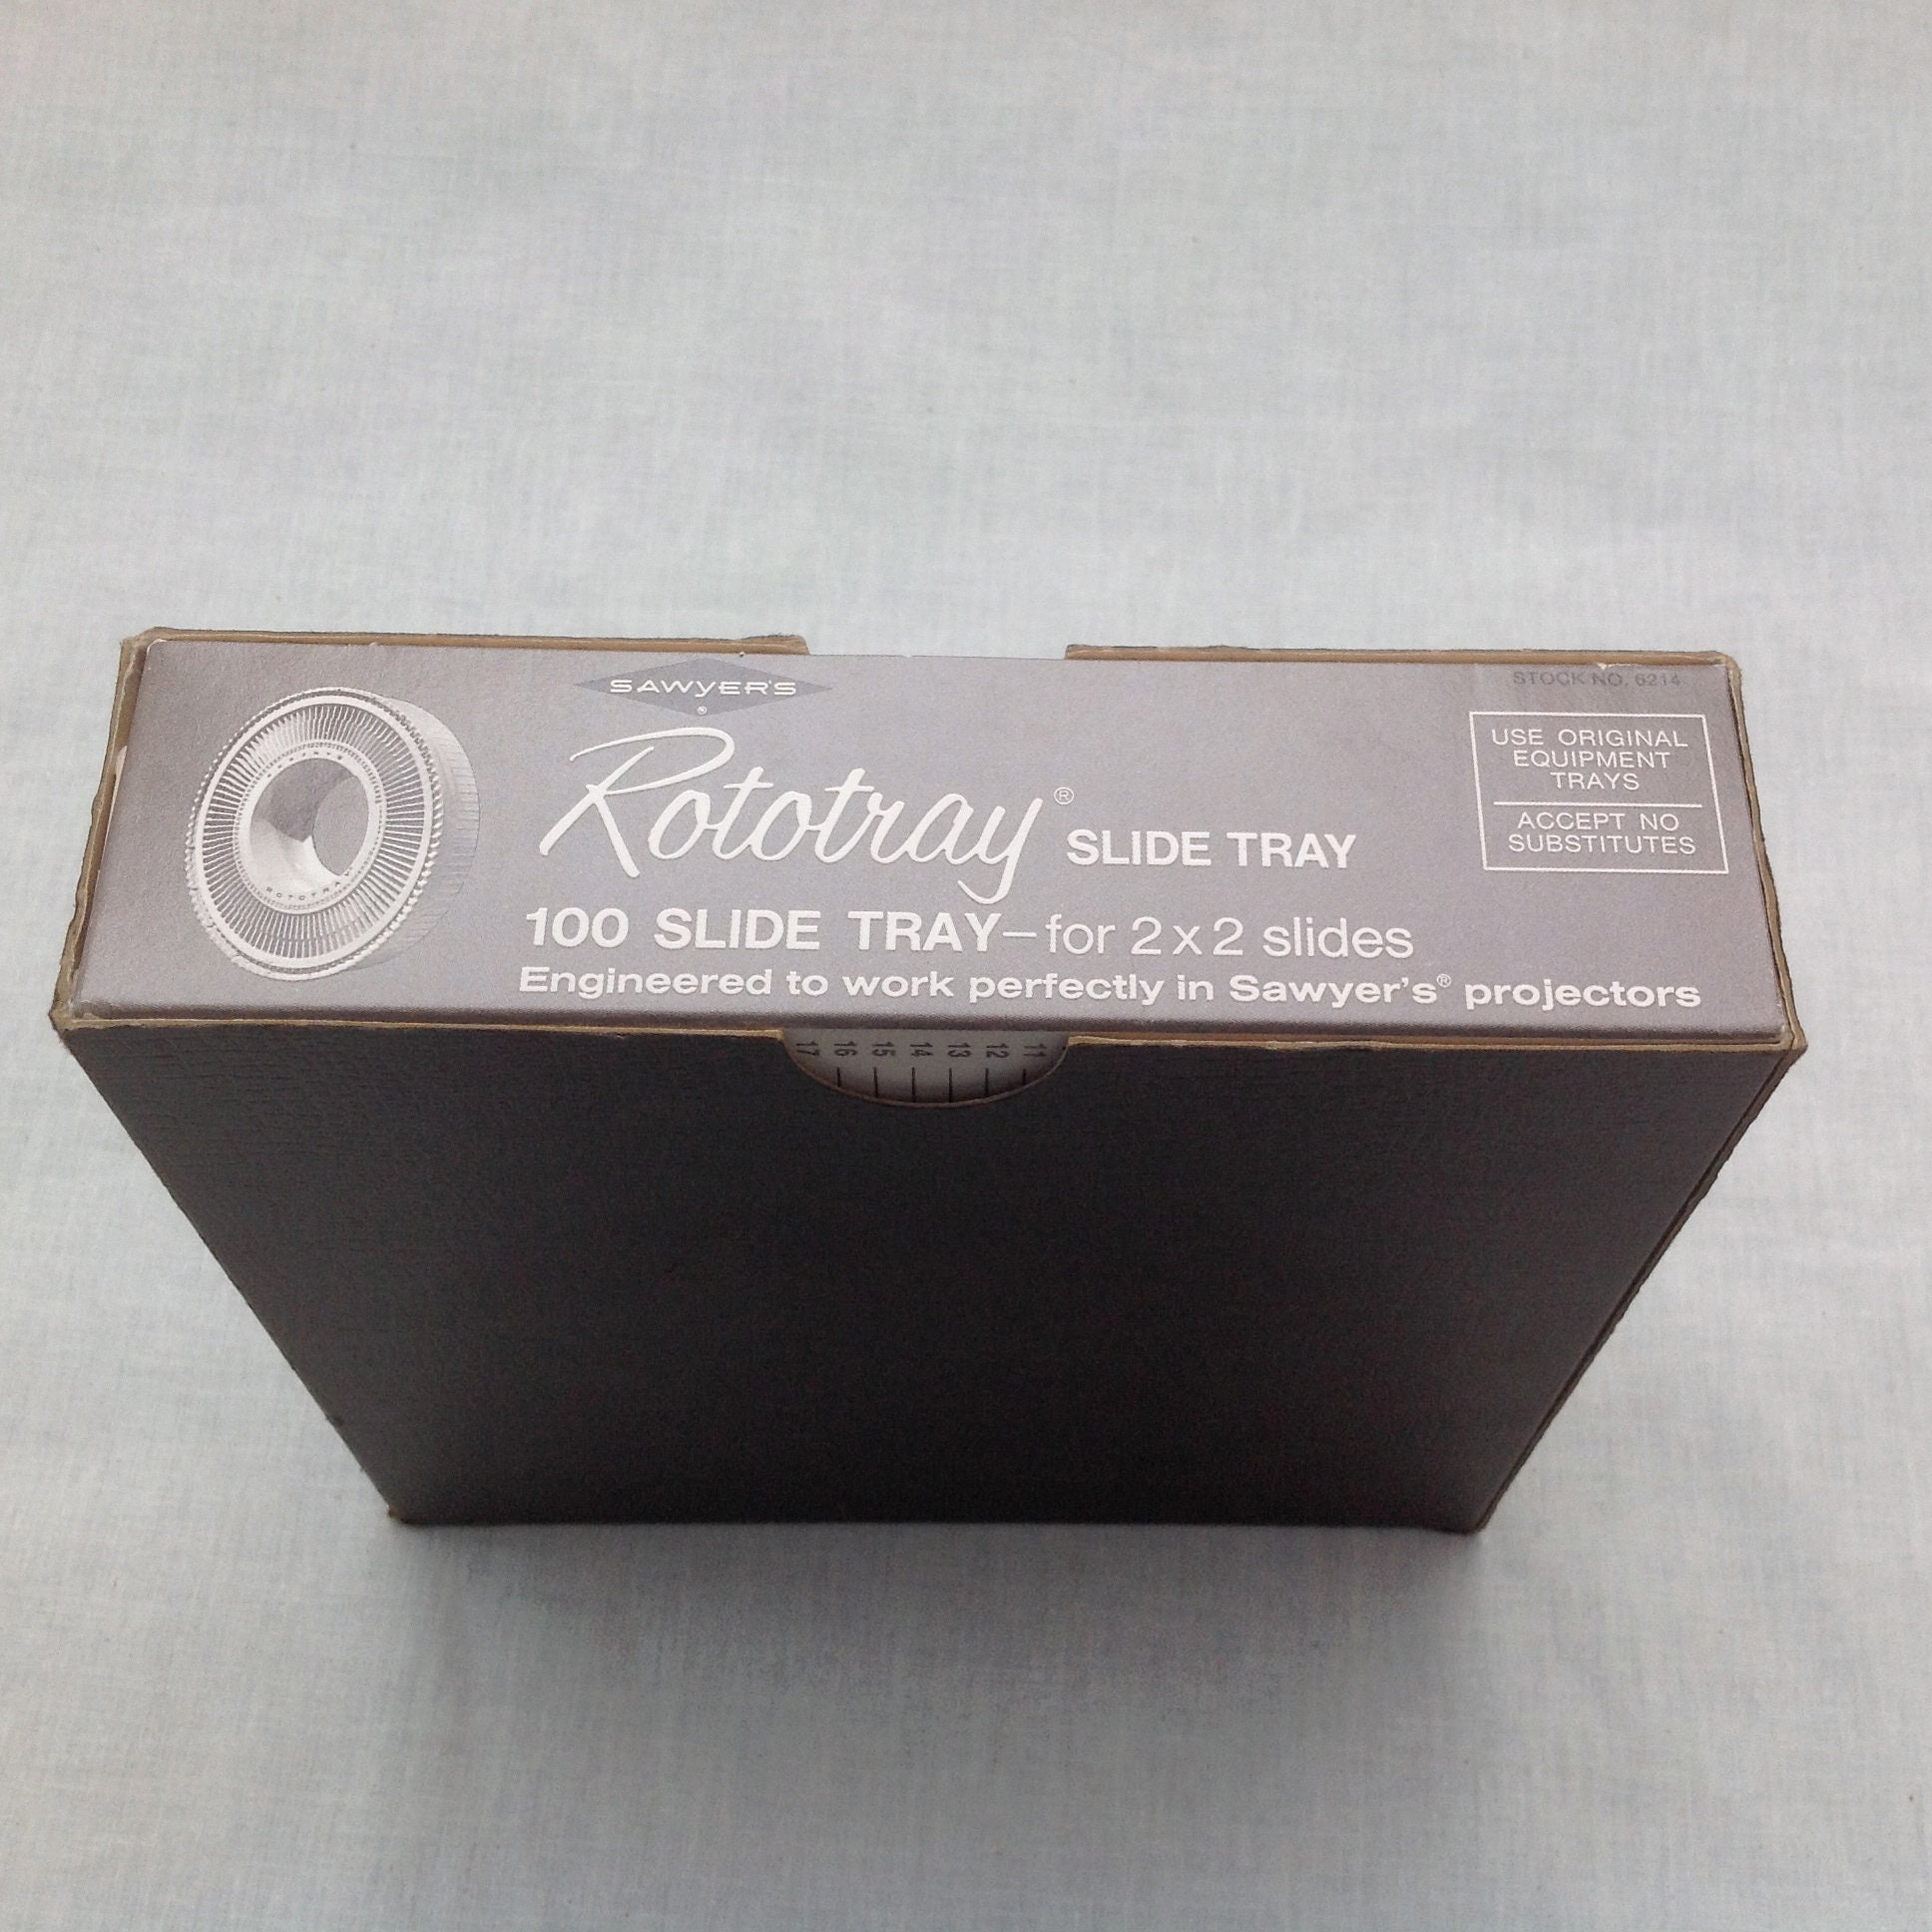 SAWYER'S
®
STOCK NO. 6214
Rototray® SLIDE TRAY
100 SLIDE TRAY–for 2 x 2 slides
Engineered to work perfectly in Sawyer's® projectors
USE ORIGINAL
EQUIPMENT
TRAYS
ACCEPT NO
SUBSTITUTES
ROTOTRAY
17 16 15 14 13 12 11